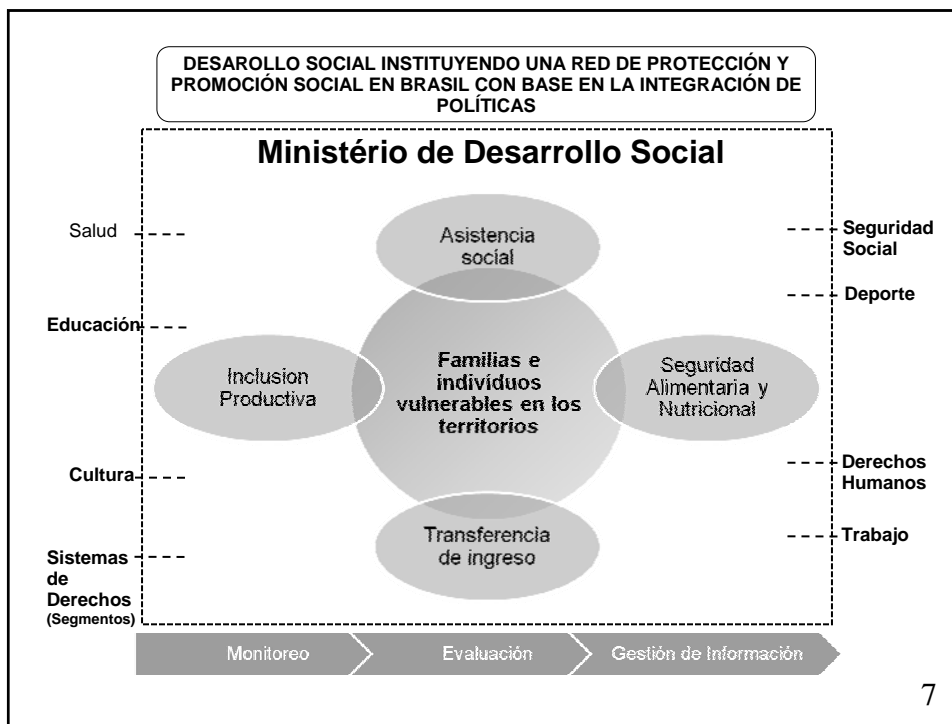 DESAROLLO SOCIAL INSTITUYENDO UNA RED DE PROTECCIÓN Y
PROMOCIÓN SOCIAL EN BRASIL CON BASE EN LA INTEGRACIÓN DE
POLÍTICAS
Ministério de Desarrollo Social
Salud
Educación
Cultura
Sistemas
de
Derechos
(Segmentos)
Asistencia
social
Inclusion
Productiva
Familias e
indivíduos
vulnerables en los
territorios
Seguridad
Alimentaria y
Nutricional
Transferencia
de ingreso
Seguridad
Social
Deporte
Derechos
Humanos
Trabajo
Monitoreo
Evaluación
Gestión de Información
7